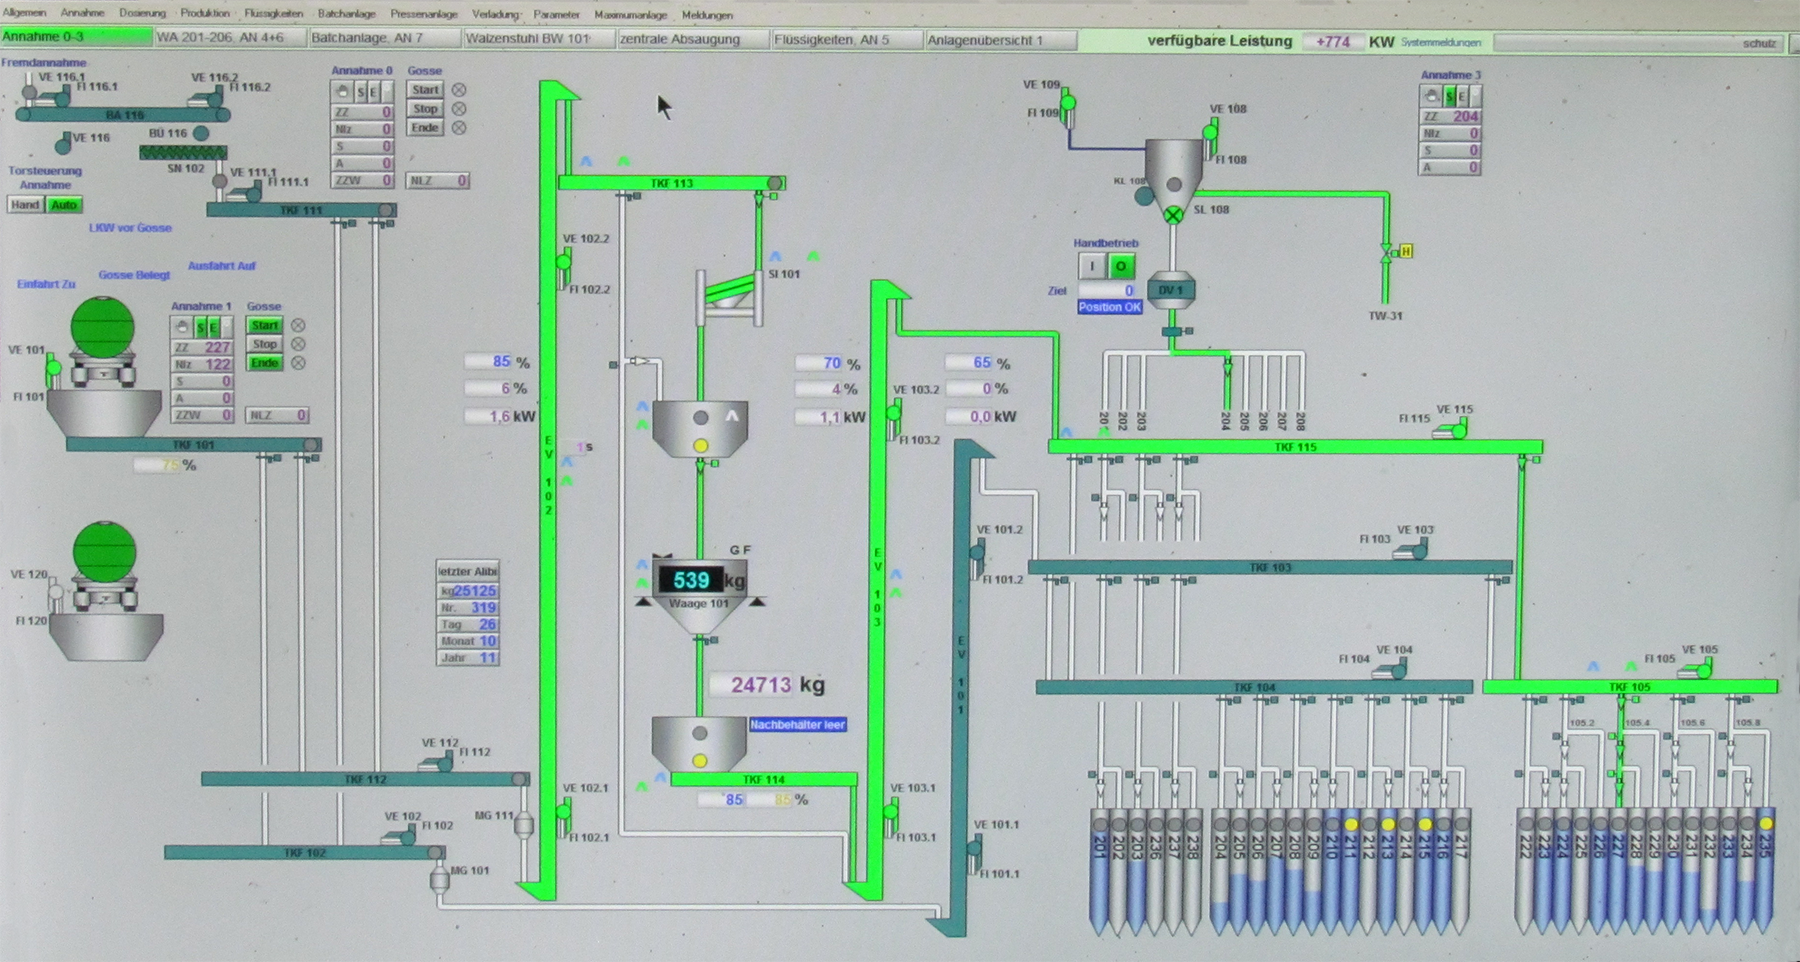 Allgemein Annahme Dosierung Produktion Flüssigkeiten Batchanlage Pressenanlage Verladung Parameter Maximumanlage Meldungen
Annahme 0-3 WA 201-206, AN 4+6 Batchanlage, AN 7 Walzenstuhl BW 101 zentrale Absaugung Flüssigkeiten, AN 5 Anlagenübersicht 1 verfügbare Leistung +774 KW Systemmeldungen schulz
Fremdannahme
VE 116.1 FI 116.1 VE 116.2 FI 116.2
BA 116
VE 116 BÜ 116
SN 102
VE 111.1 FI 111.1
TKF 111
Torsteuerung
Annahme
Hand Auto
LKW vor Gosse
Gosse Belegt
Ausfahrt Auf
Einfahrt Zu
Annahme 0 Gosse
S E Start
ZZ 0 Stop
Nlz 0 Ende
S 0
A 0
ZZW 0 NLZ 0
Annahme 1 Gosse
S E Start
ZZ 227 Stop
Nlz 122 Ende
S 0
A 0
ZZW 0 NLZ 0
VE 101
FI 101
TKF 101
75 %
VE 120
FI 120
letzter Alibi
kg 25125
Nr. 319
Tag 26
Monat 10
Jahr 11
VE 112 FI 112
TKF 112
VE 102 FI 102
TKF 102
MG 111
MG 101
85 %
6 %
1,6 kW
EV 102
1 s
VE 102.2
FI 102.2
VE 102.1
FI 102.1
TKF 113
SI 101
G F
539 kg
Waage 101
24713 kg
Nachbehälter leer
TKF 114
85 85 %
70 %
4 %
1,1 kW
EV 103
VE 103.2
FI 103.2
VE 103.1
FI 103.1
65 %
0 %
0,0 kW
EV 101
VE 101.2
FI 101.2
VE 101.1
FI 101.1
VE 109
FI 109
VE 108
FI 108
KL 108
SL 108
H
TW-31
Handbetrieb
I O
Ziel 0
Position OK
DV 1
Annahme 3
S E
ZZ 204
Nlz 0
S 0
A 0
201 202 203 204 205 206 207 208
FI 115 VE 115
TKF 115
FI 103 VE 103
TKF 103
FI 104 VE 104
TKF 104
FI 105 VE 105
TKF 105
105.2 105.4 105.6 105.8
201 202 203 236 237 238 204 205 206 207 208 209 210 211 212 213 214 215 216 217 222 223 224 225 226 227 228 229 230 231 232 233 234 235